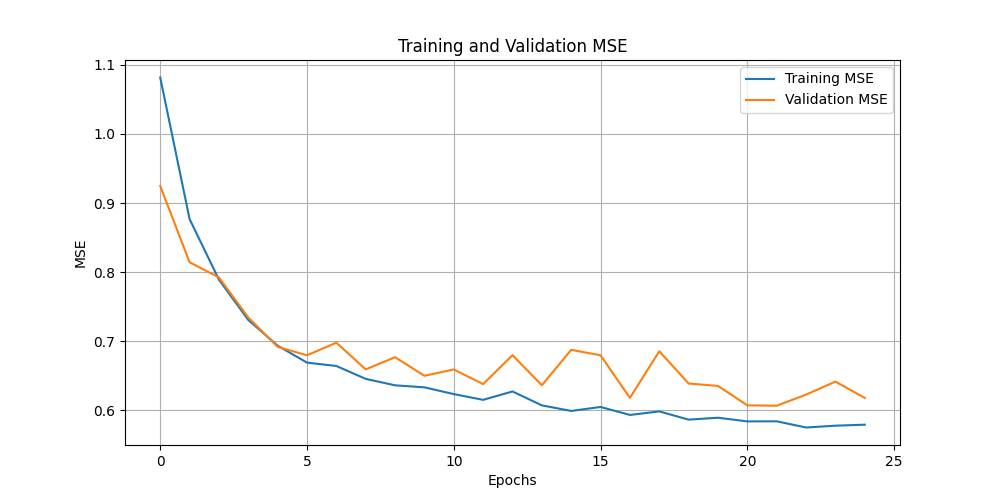 Training and Validation MSE
Training MSE
Validation MSE
MSE
1.1
1.0
0.9
0.8
0.7
0.6
0 5 10 15 20 25
Epochs